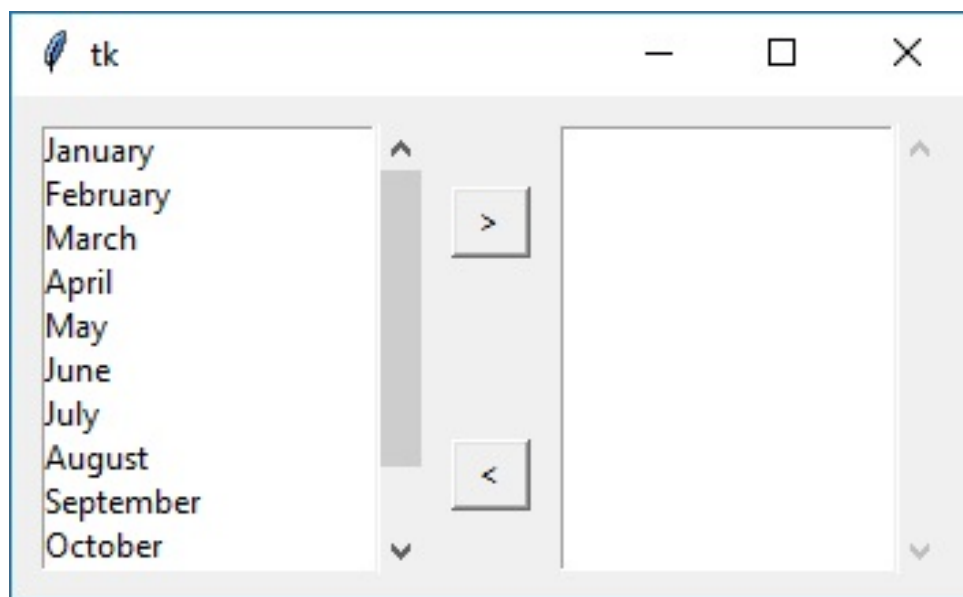 tk
January
February
March
April
May
June
July
August
September
October
>
<